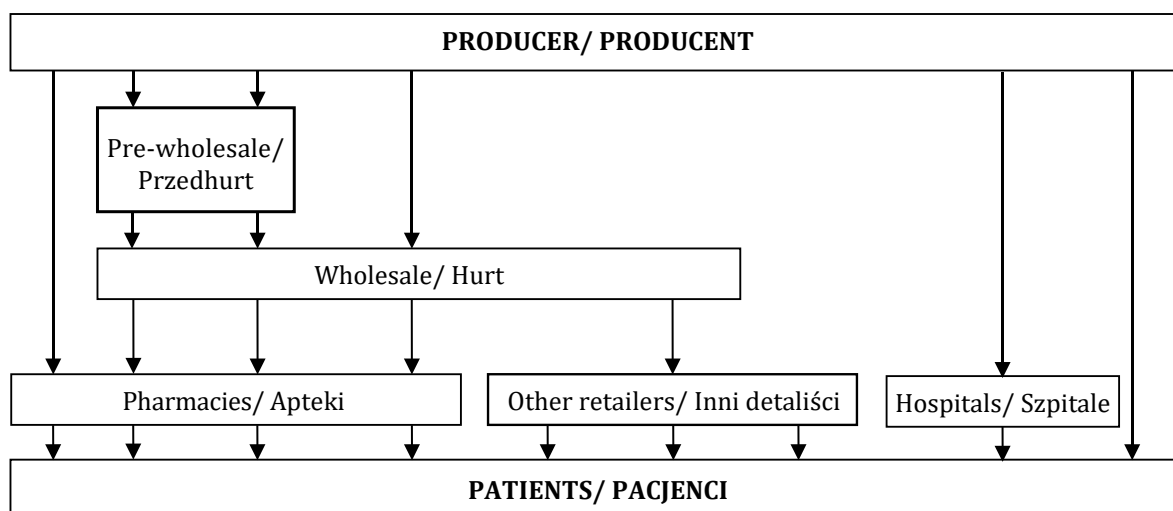 PRODUCER/ PRODUCENT
Pre-wholesale/
Przedhurt
Wholesale/ Hurt
Pharmacies/ Apteki
Other retailers/ Inni detaliści
Hospitals/ Szpitale
PATIENTS/ PACJENCI